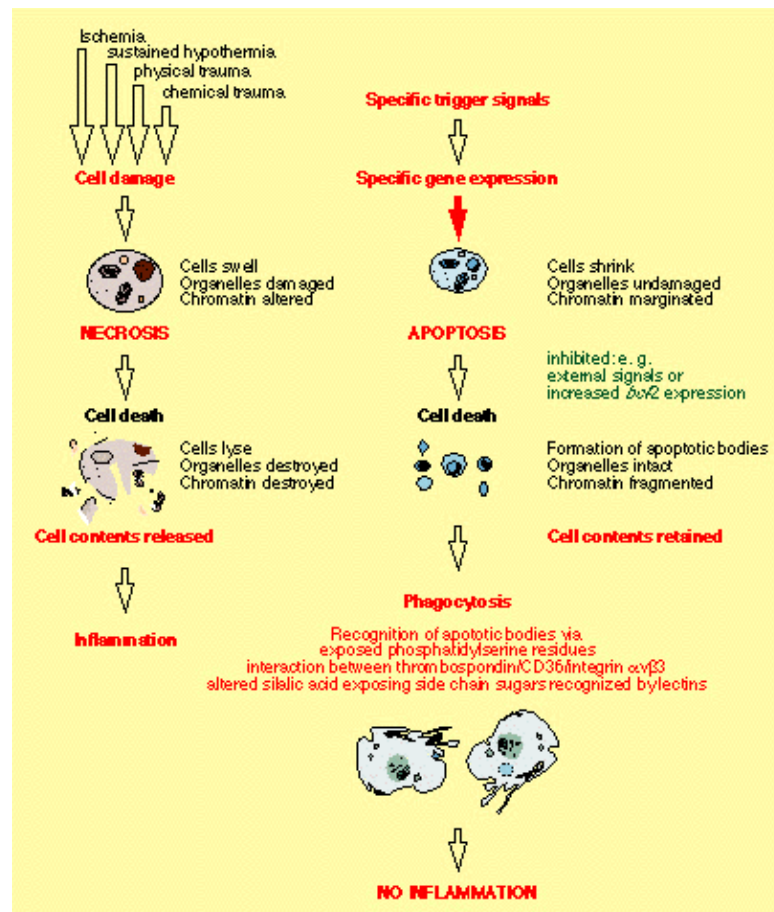 Ischemia
sustained hypothermia
physical trauma
chemical trauma
Cell damage
Cells swell
Organelles damaged
Chromatin altered
NECROSIS
Cell death
Cells lyse
Organelles destroyed
Chromatin destroyed
Cell contents released
Inflammation
Specific trigger signals
Specific gene expression
Cells shrink
Organelles undamaged
Chromatin marginated
APOPTOSIS
inhibited: e. g.
external signals or
increased expression
Cell death
Formation of apoptotic bodies
Organelles intact
Chromatin fragmented
Cell contents retained
Phagocytosis
Recognition of apototic bodies via
exposed phosphatidylserine residues
interaction between thrombospondin/CD36/integrin αvβ3
altered silalic acid exposing side chain sugars recognized by lectins
NO INFLAMMATION